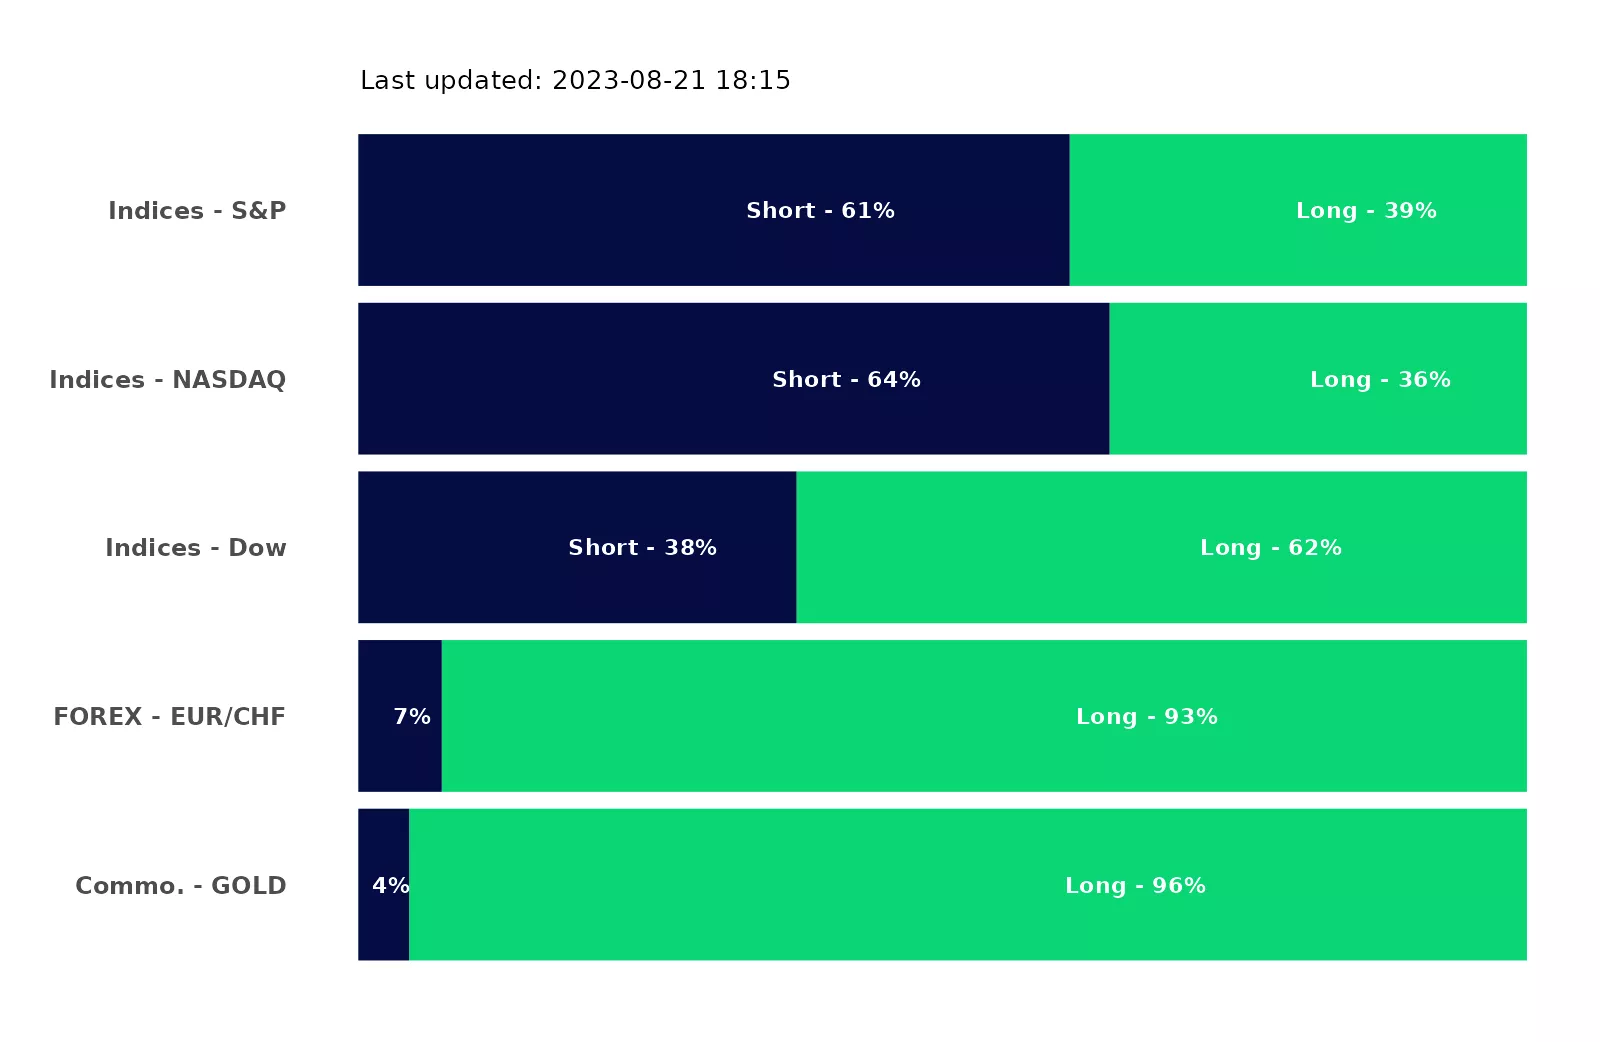 Last updated: 2023-08-21 18:15
Indices - S&P Short - 61% Long - 39%
Indices - NASDAQ Short - 64% Long - 36%
Indices - Dow Short - 38% Long - 62%
FOREX - EUR/CHF 7% Long - 93%
Commo. - GOLD 4% Long - 96%